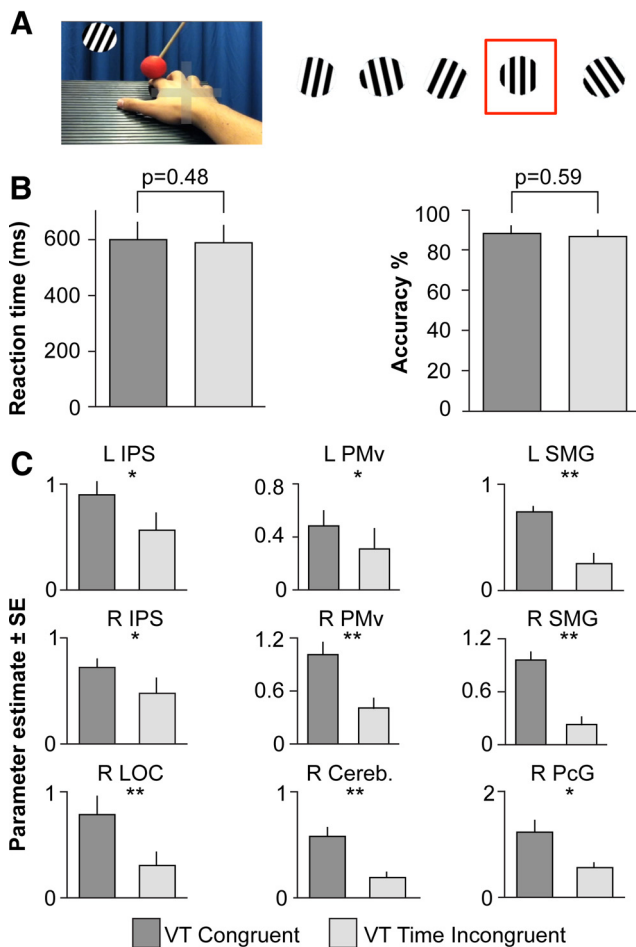 A
B
p=0.48
Reaction time (ms)
600
400
200
0
p=0.59
Accuracy %
100
80
60
40
20
0
C
Parameter estimate ± SE
L IPS
*
1
0
L PMv
*
0.8
0.4
0
L SMG
**
1
0
R IPS
*
1
0
R PMv
**
1.2
0.6
0
R SMG
**
1.2
0.6
0
R LOC
**
1
0
R Cereb.
**
1
0
R PcG
*
2
1
0
VT Congruent
VT Time Incongruent